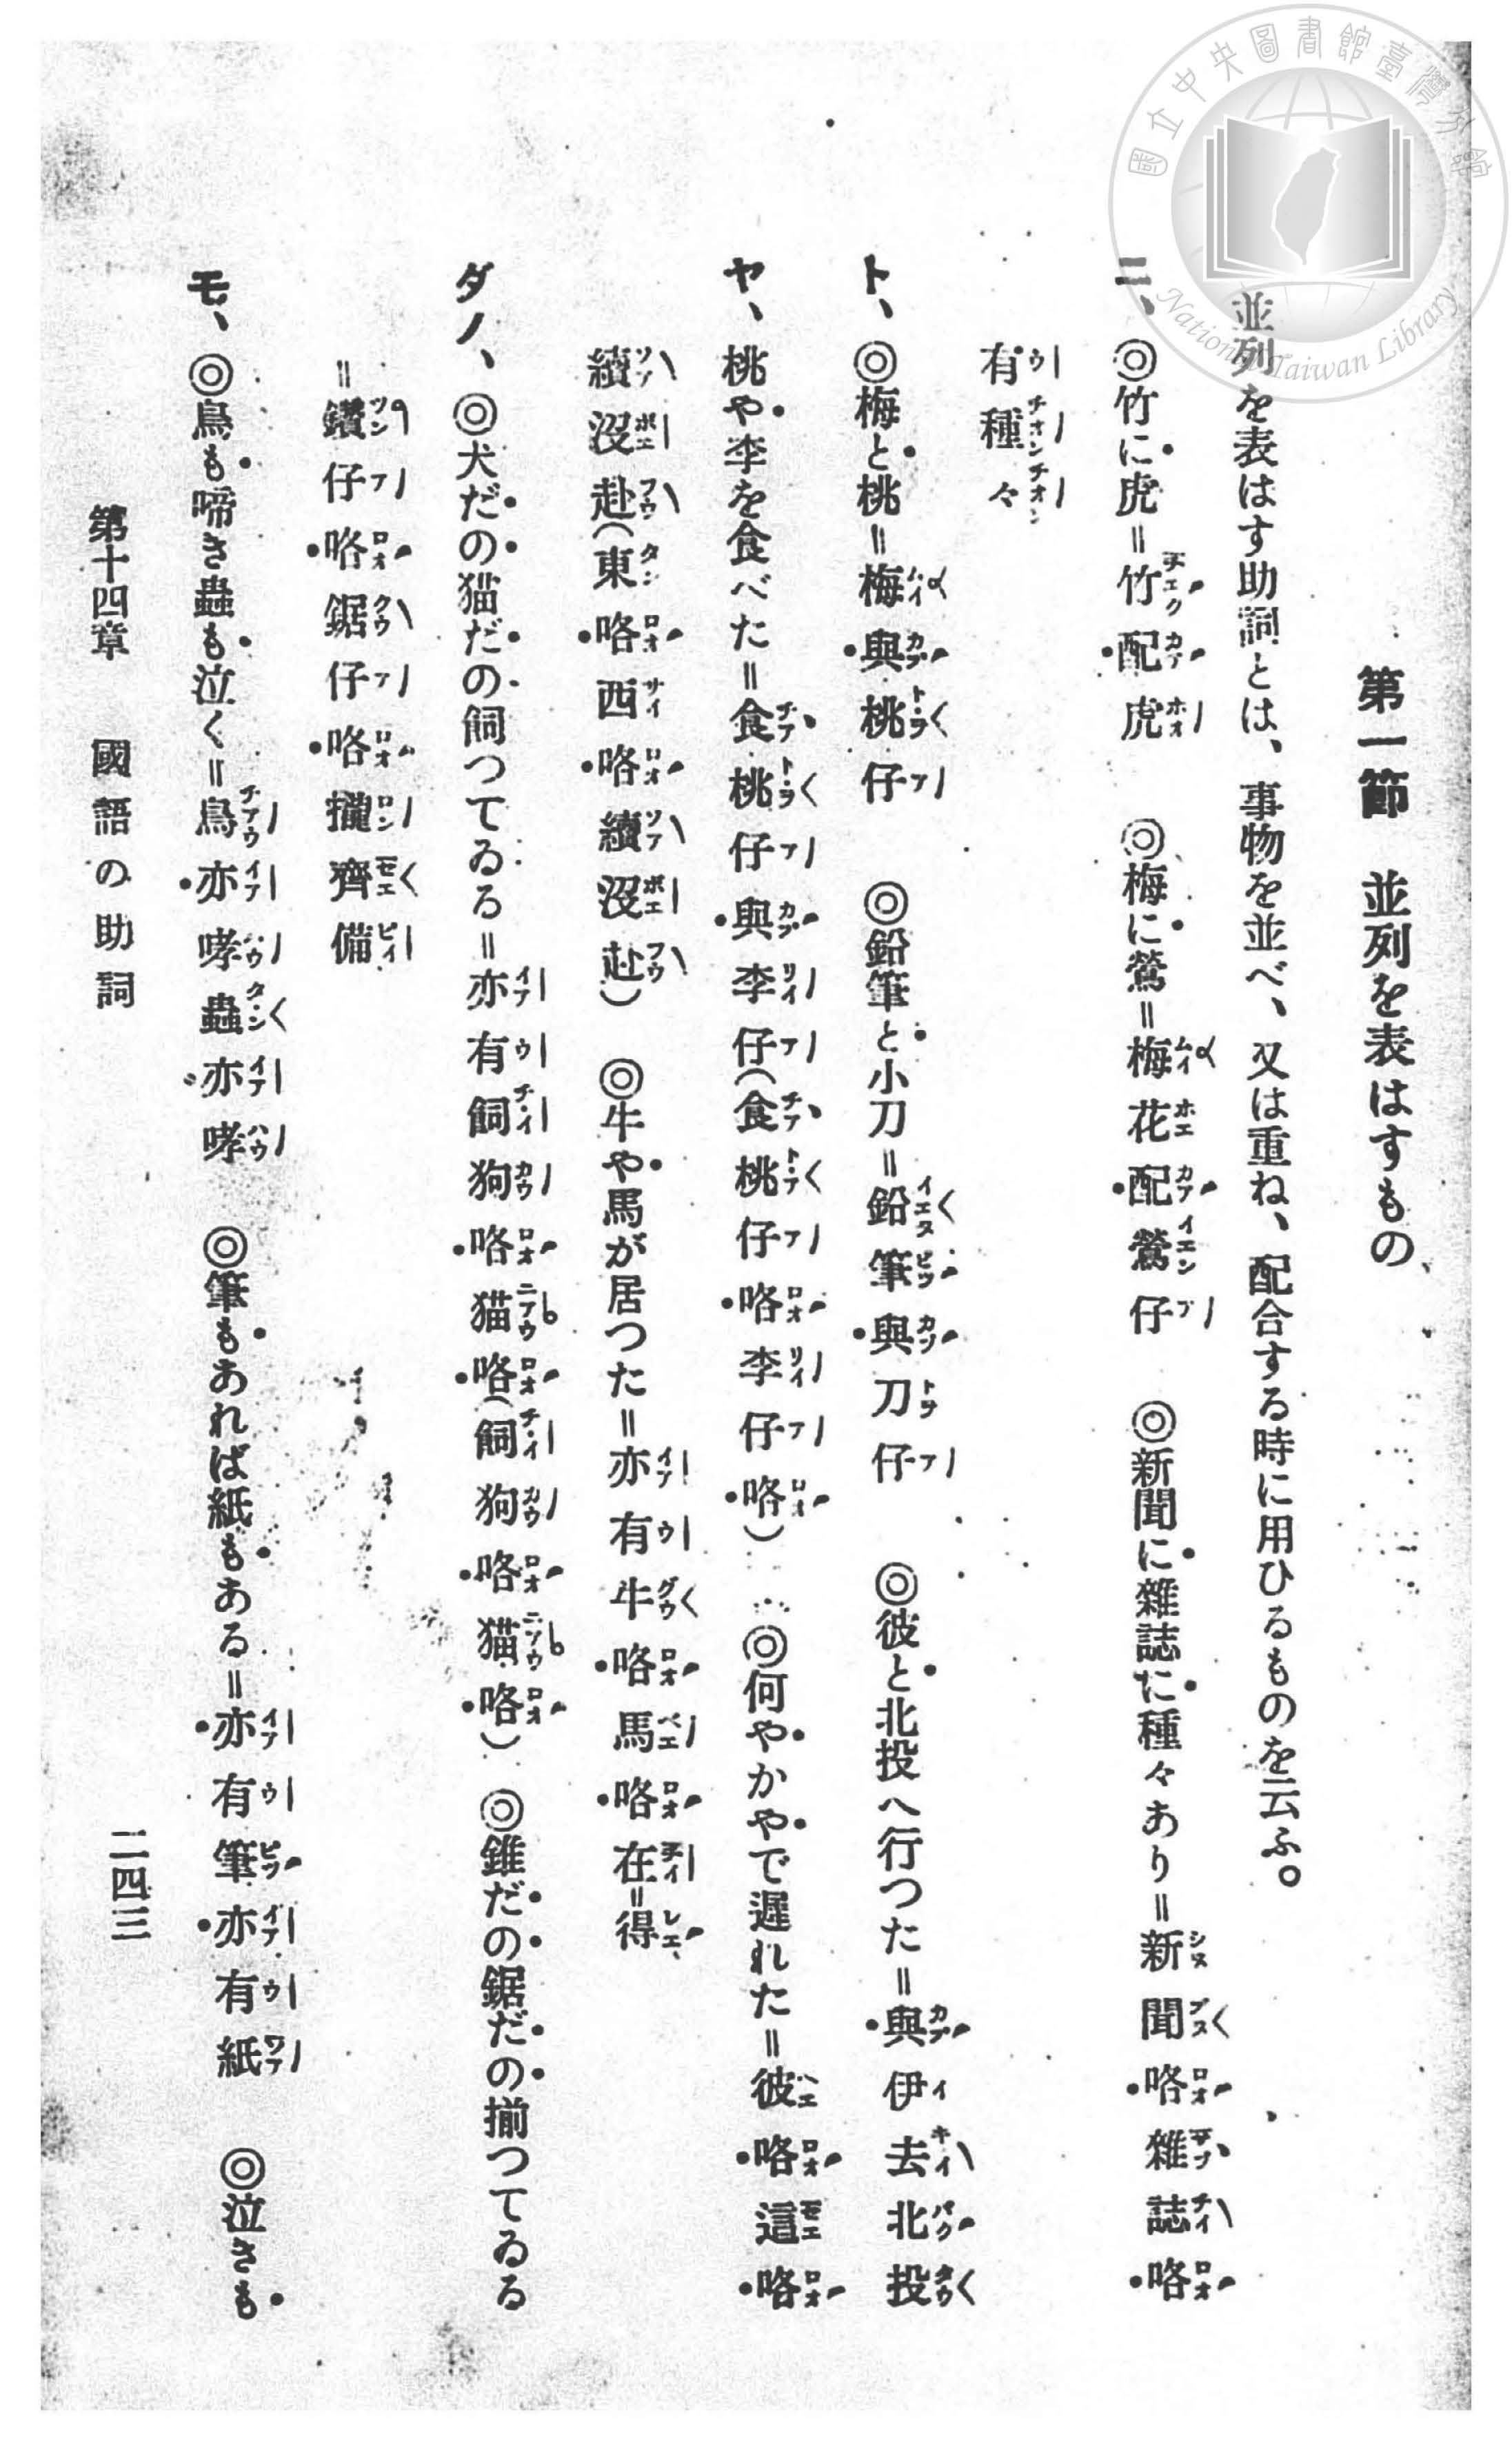 國立中央圖書館臺灣分館
National Taiwan Library
第一節　並列を表はすもの
並列を表はす助詞とは、事物を並べ、又は重ね、配合する時に用ひるものを云ふ。
ニ、◎竹に虎＝竹配虎　◎梅に鶯＝梅花配鶯仔　◎新聞に雜誌に種々あり＝新聞咯雜誌咯
有種々
ト、◎梅と桃＝梅與桃仔　◎鉛筆と小刀＝鉛筆與刀仔　◎彼と北投へ行つた＝與伊去北投
ヤ、桃や李を食べた＝食桃仔與李仔（食桃仔咯李仔咯）　◎何やかやで遲れた＝彼咯這咯
續沒赴（東咯西咯續沒赴）　◎牛や馬が居つた＝亦有牛咯馬咯在＝得
ダノ、◎犬だの猫だの飼つてゐる＝亦有飼狗咯猫咯（飼狗咯猫咯）　◎錐だの鋸だの揃つてゐる
＝鑽仔咯鋸仔咯攏齊備
モ、◎鳥も啼き蟲も泣く＝鳥亦哮蟲亦哮　◎筆もあれば紙もある＝亦有筆亦有紙　◎泣きも
第十四章　國語の助詞　二四三